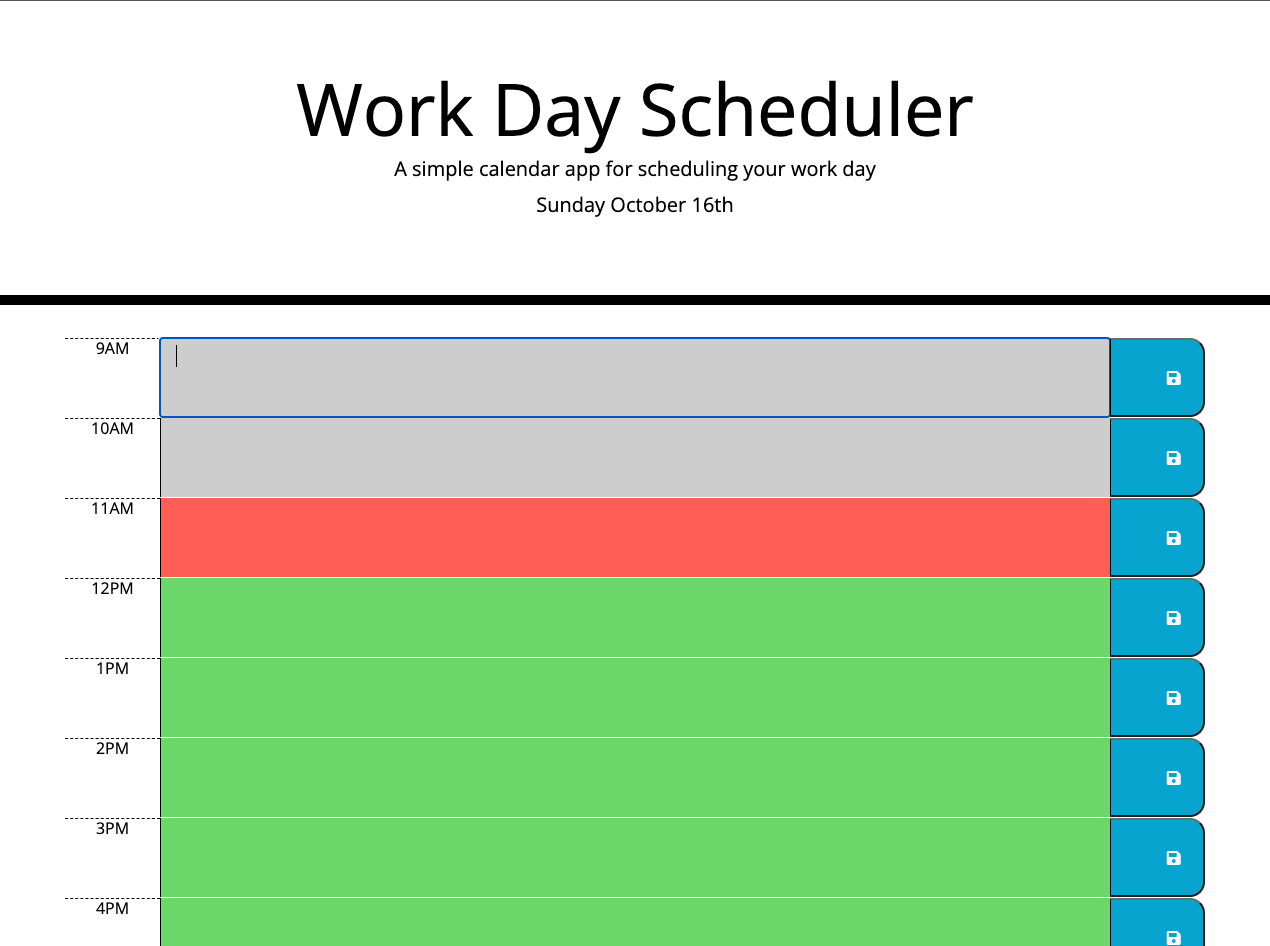 Work Day Scheduler
A simple calendar app for scheduling your work day
Sunday October 16th
9AM
10AM
11AM
12PM
1PM
2PM
3PM
4PM